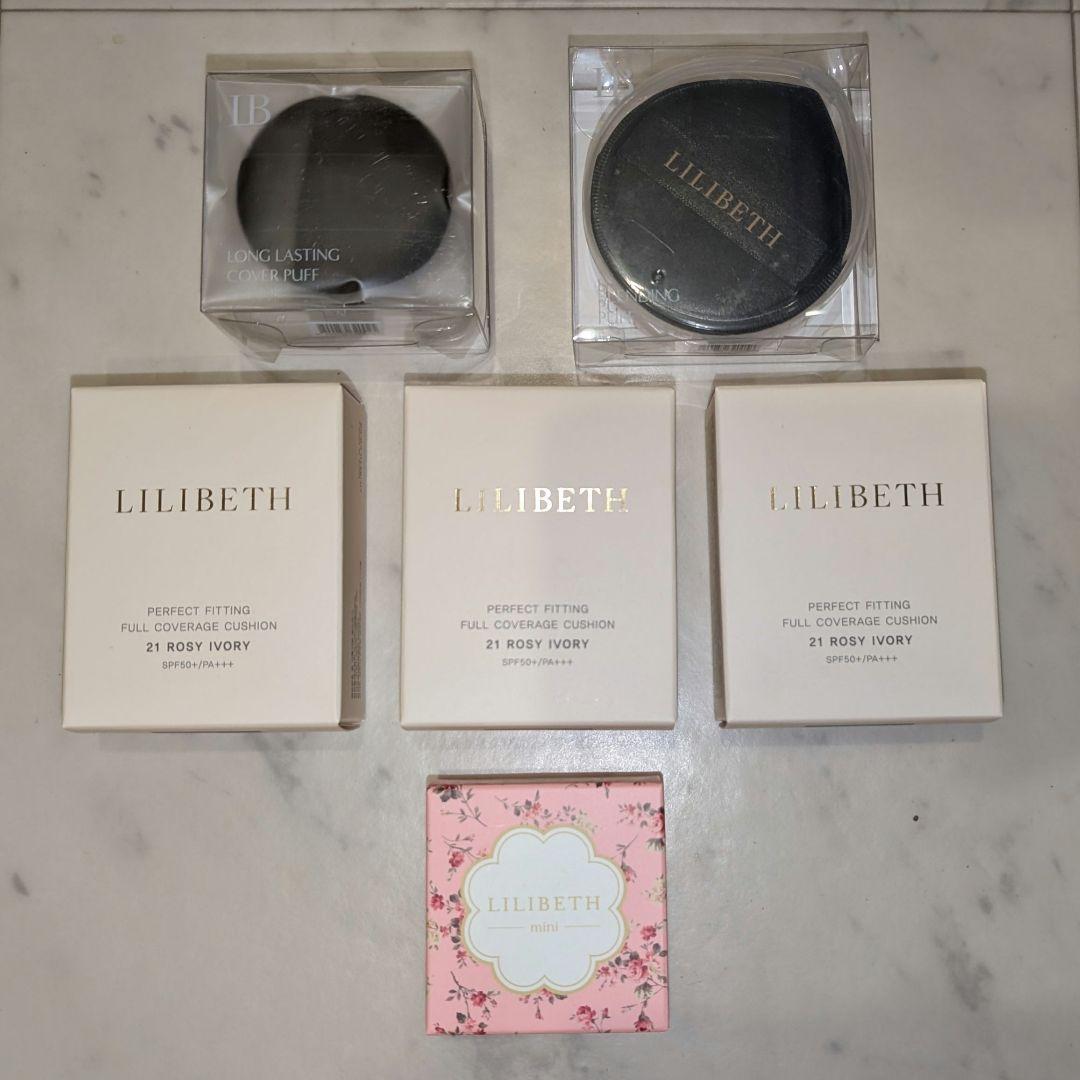 LB
LONG LASTING
COVER PUFF
LB
LILIBETH
PUFF
LILIBETH
PERFECT FITTING
FULL COVERAGE CUSHION
21 ROSY IVORY
SPF50+/PA+++
LILIBETH
PERFECT FITTING
FULL COVERAGE CUSHION
21 ROSY IVORY
SPF50+/PA+++
LILIBETH
PERFECT FITTING
FULL COVERAGE CUSHION
21 ROSY IVORY
SPF50+/PA+++
LILIBETH
mini